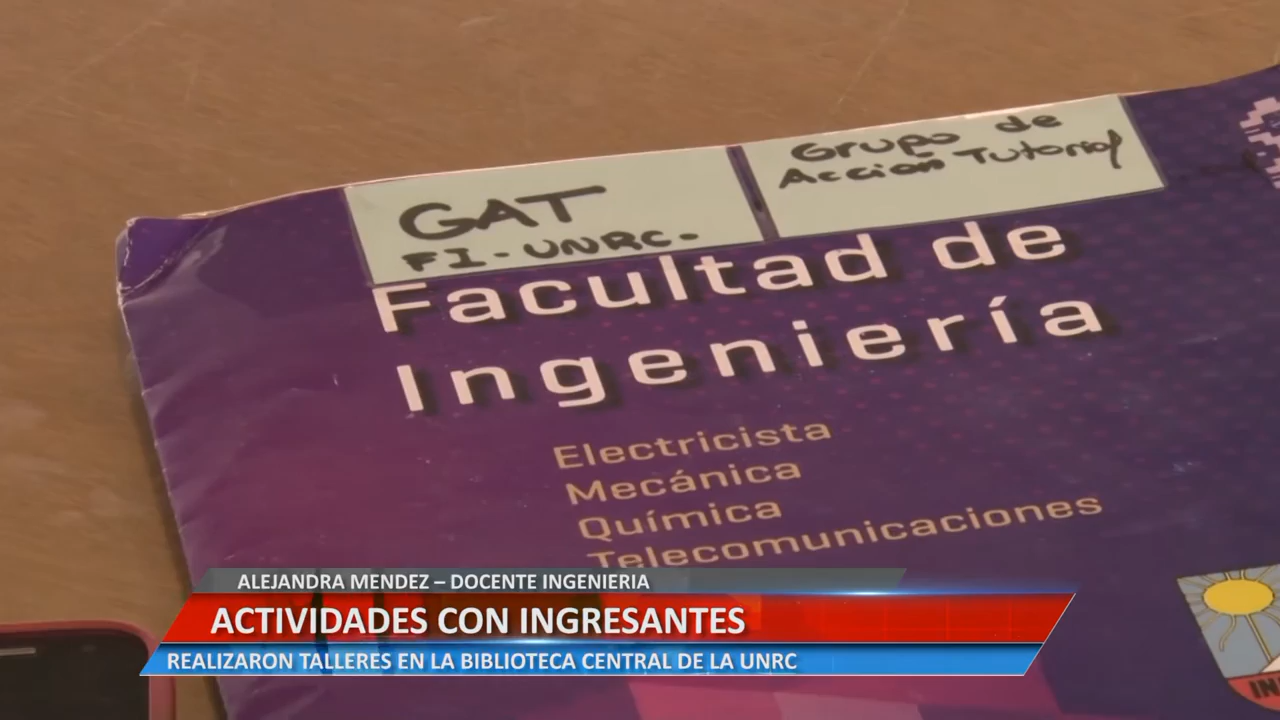 GAT
FI-UNRC.
Grupo de
Acción Tutorial
Facultad de
Ingeniería
Electricista
Mecánica
Química
Telecomunicaciones
ALEJANDRA MENDEZ – DOCENTE INGENIERIA
ACTIVIDADES CON INGRESANTES
REALIZARON TALLERES EN LA BIBLIOTECA CENTRAL DE LA UNRC